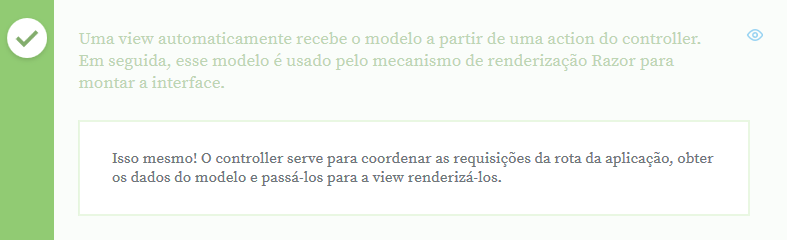 Uma view automaticamente recebe o modelo a partir de uma action do controller.
Em seguida, esse modelo é usado pelo mecanismo de renderização Razor para
montar a interface.
Isso mesmo! O controller serve para coordenar as requisições da rota da aplicação, obter
os dados do modelo e passá-los para a view renderizá-los.